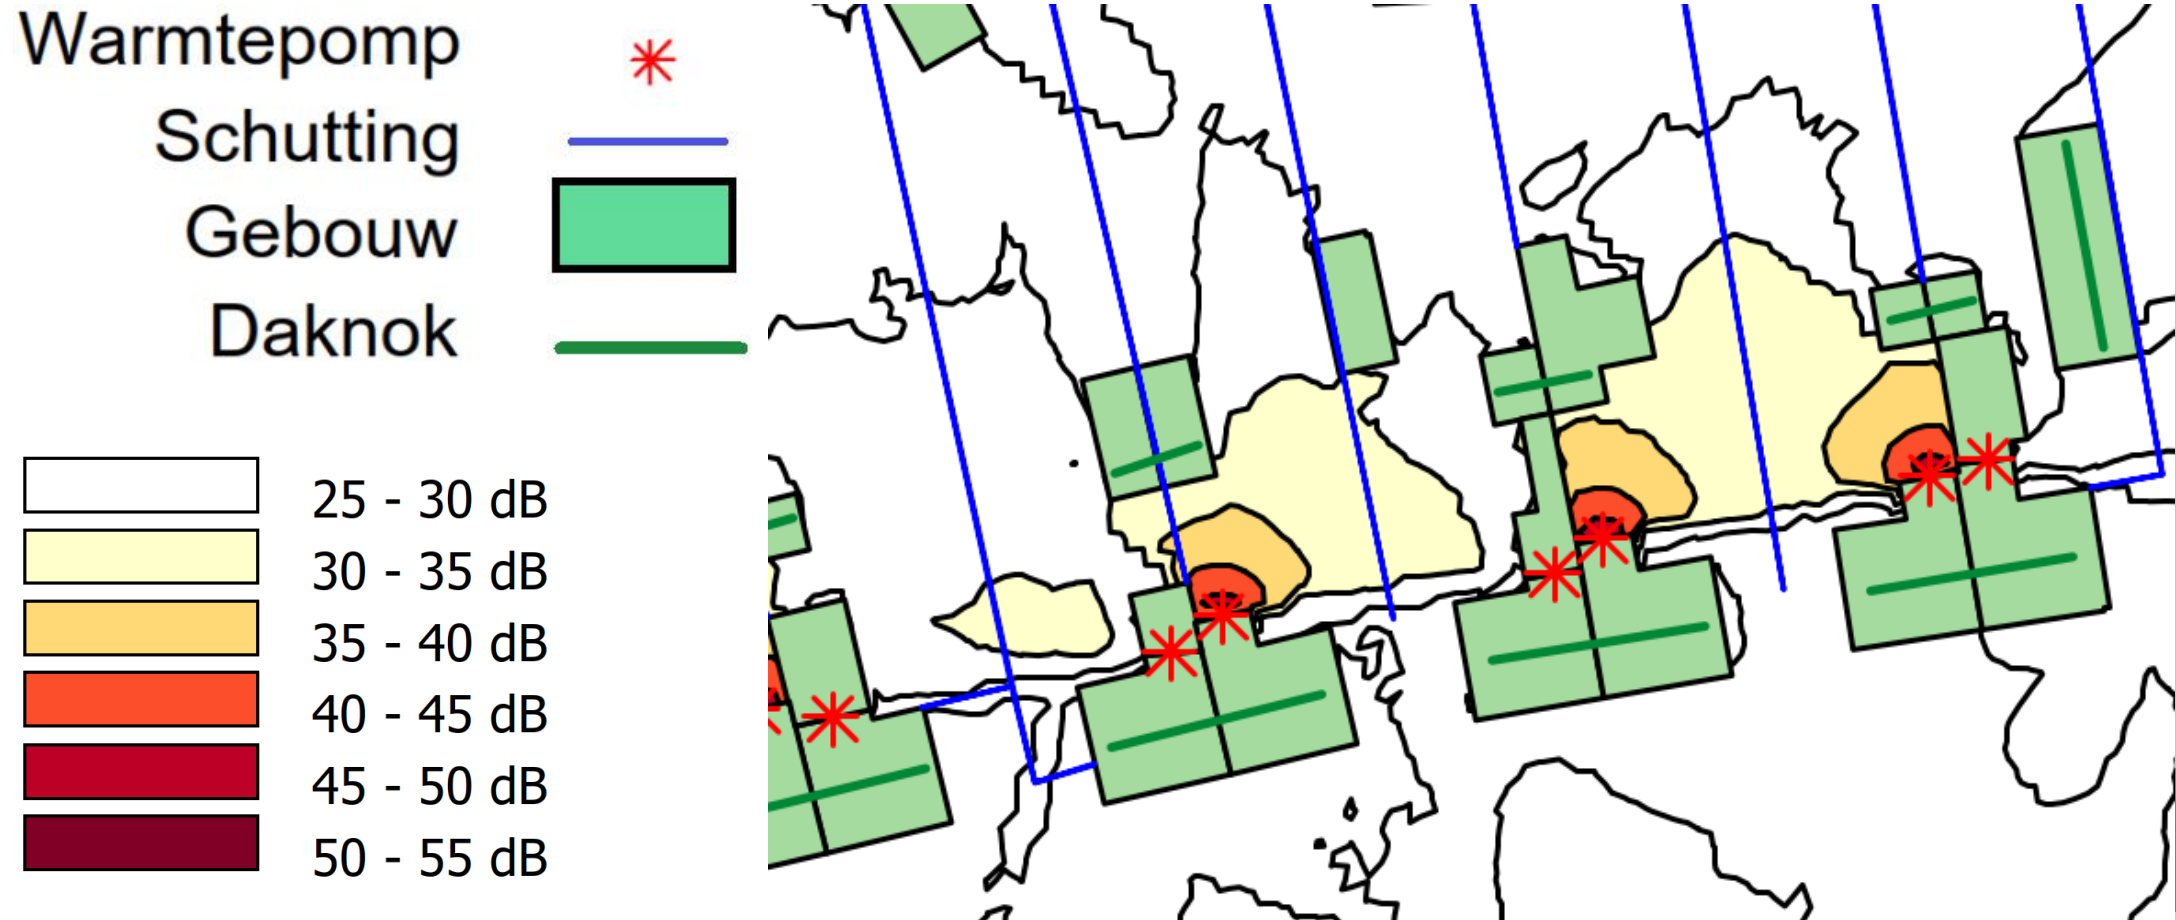 Warmtepomp
Schutting
Gebouw
Daknok
25 - 30 dB
30 - 35 dB
35 - 40 dB
40 - 45 dB
45 - 50 dB
50 - 55 dB